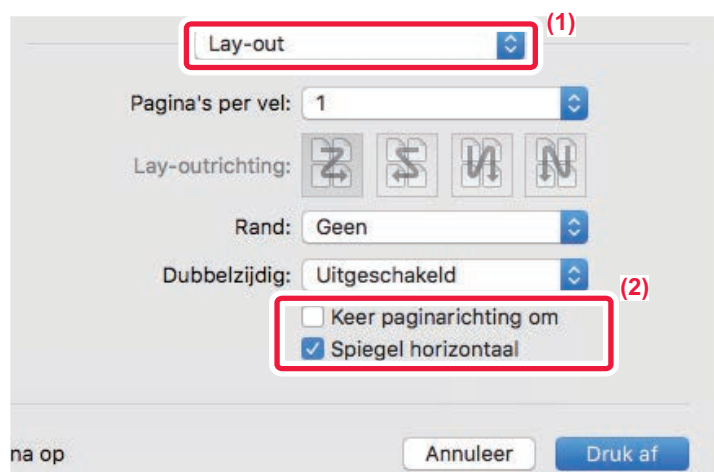 (1)
Lay-out
Pagina's per vel: 1
Lay-outrichting:
Rand: Geen
Dubbelzijdig: Uitgeschakeld
(2)
Keer paginarichting om
Spiegel horizontaal
na op
Annuleer
Druk af